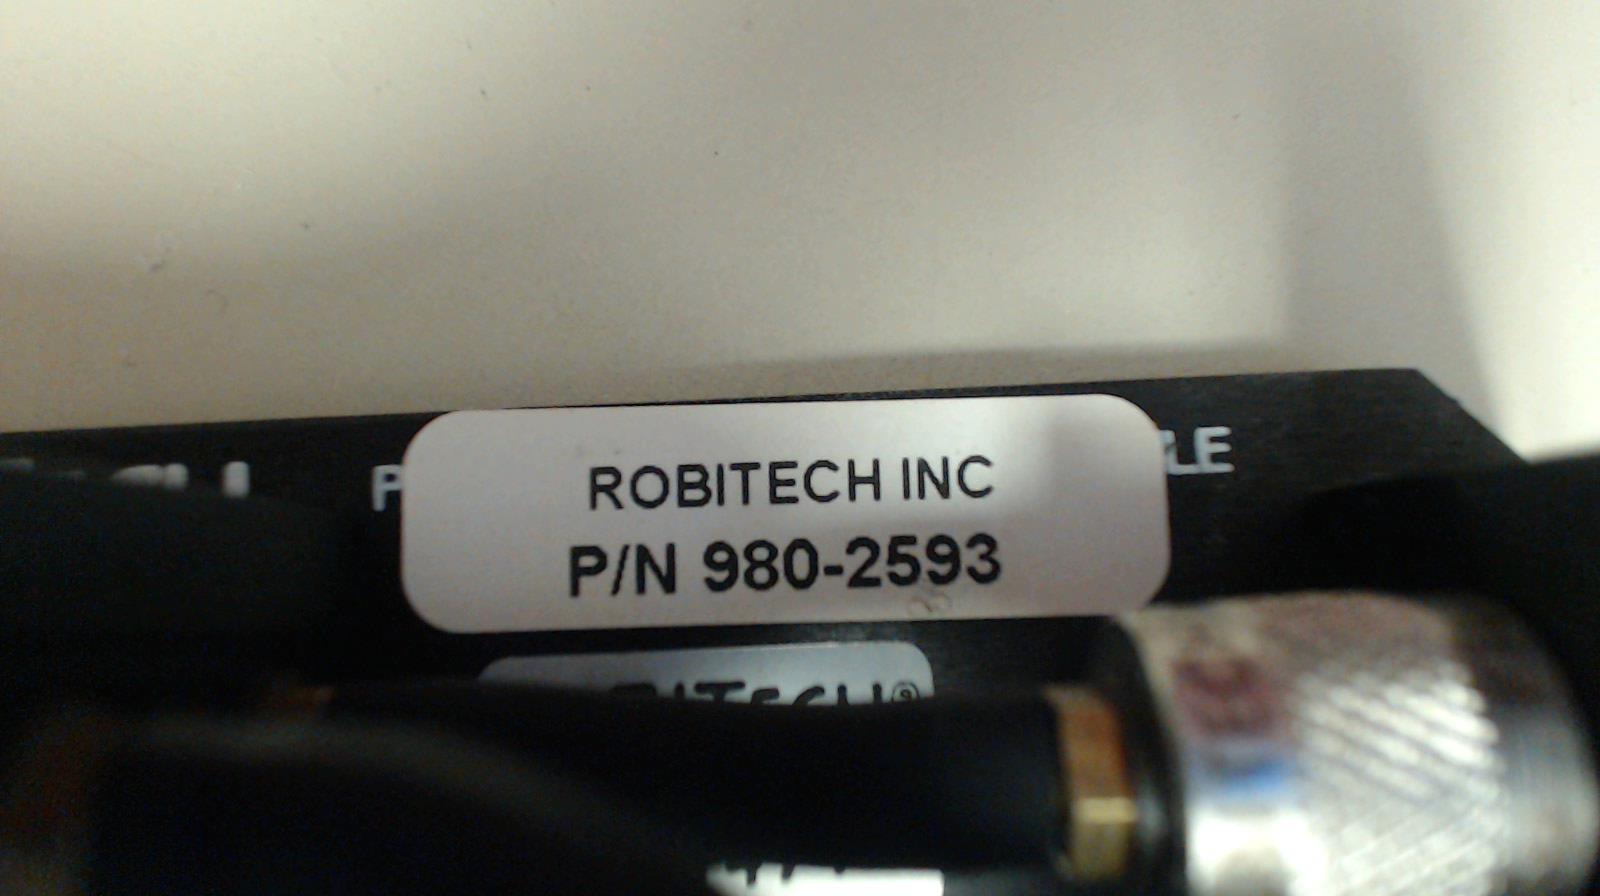 ROBITECH INC
P/N 980-2593